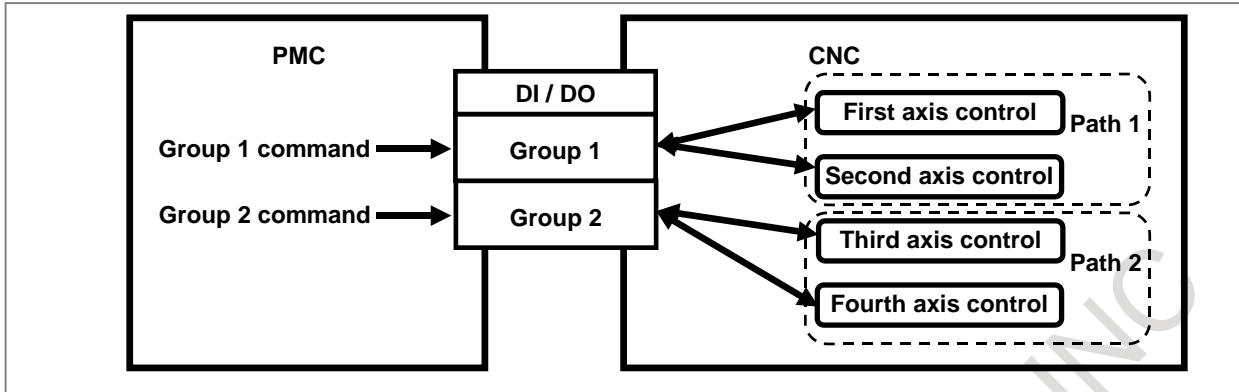 PMC
CNC
DI / DO
First axis control
Path 1
Group 1 command
Group 1
Second axis control
Group 2 command
Group 2
Third axis control
Path 2
Fourth axis control
INC